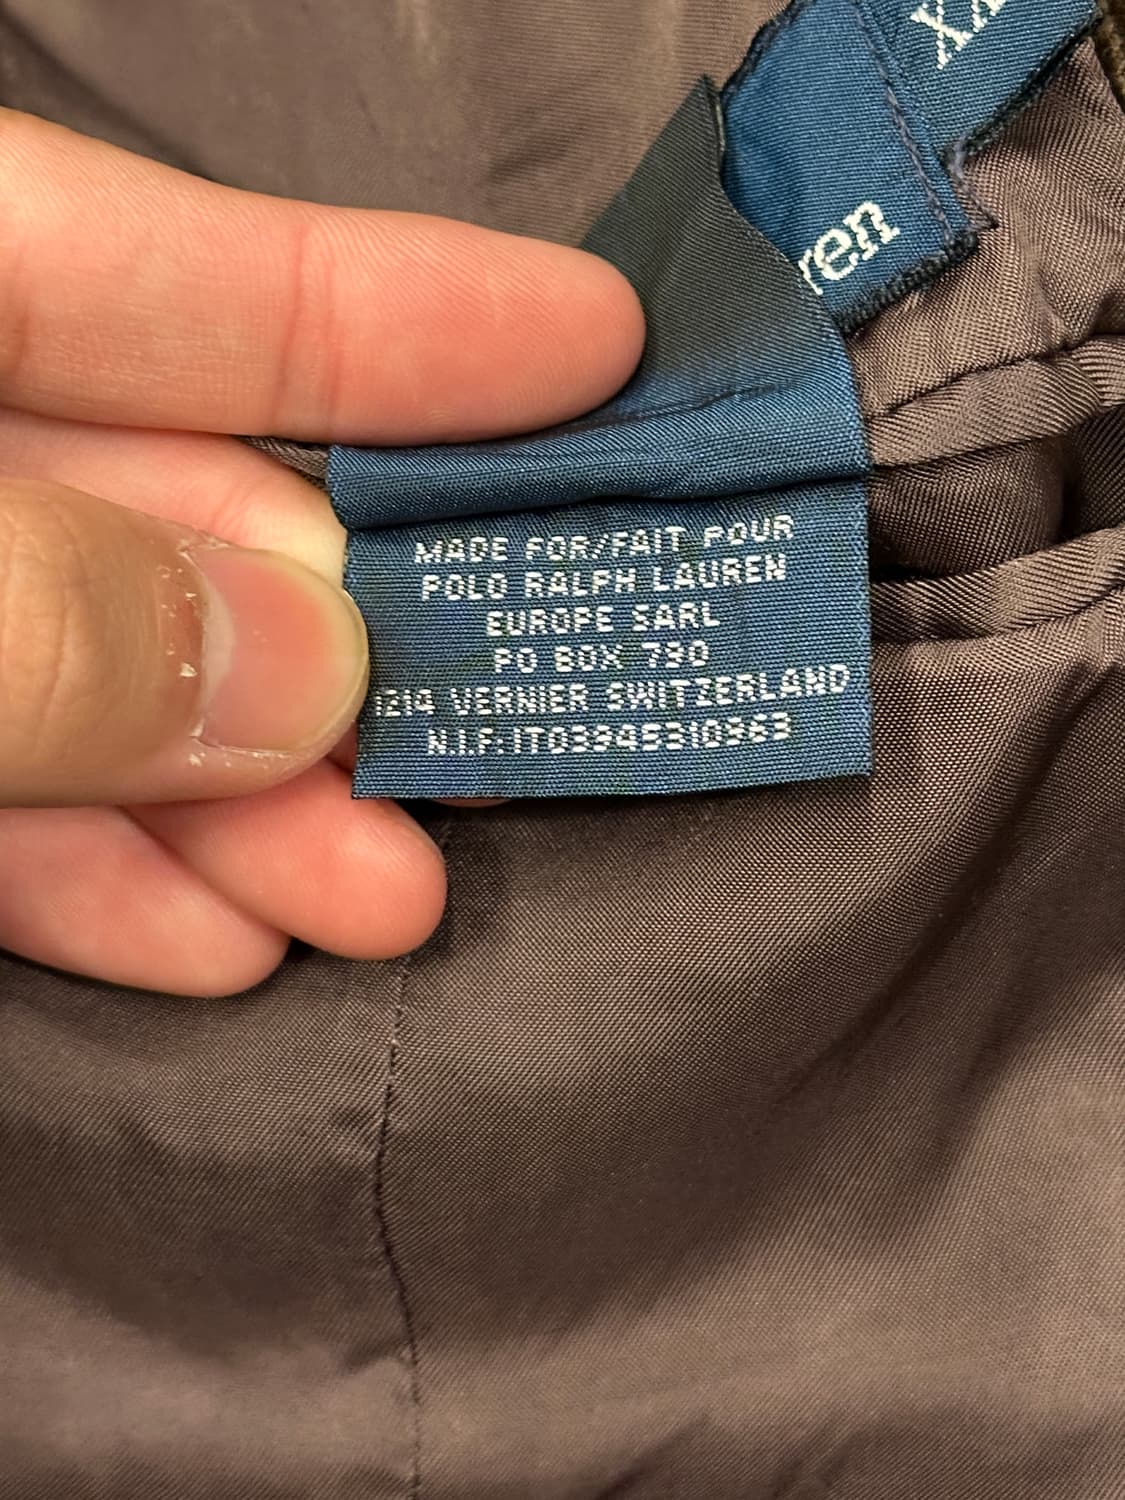 ren
MADE FOR/FAIT POUR
POLO RALPH LAUREN
EUROPE SARL
PO BOX 790
1214 VERNIER SWITZERLAND
N.I.F:IT03945310963